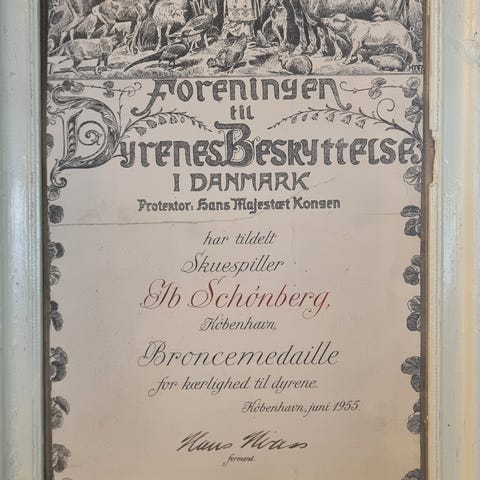 Foreningen
til
Dyrenes Beskyttelse
I DANMARK
Protektor: Hans Majestæt Kongen
har tildelt
Skuespiller
Ib Schönberg,
København,
Broncemedaille
for kærlighed til dyrene.
København, juni 1955.
formand.